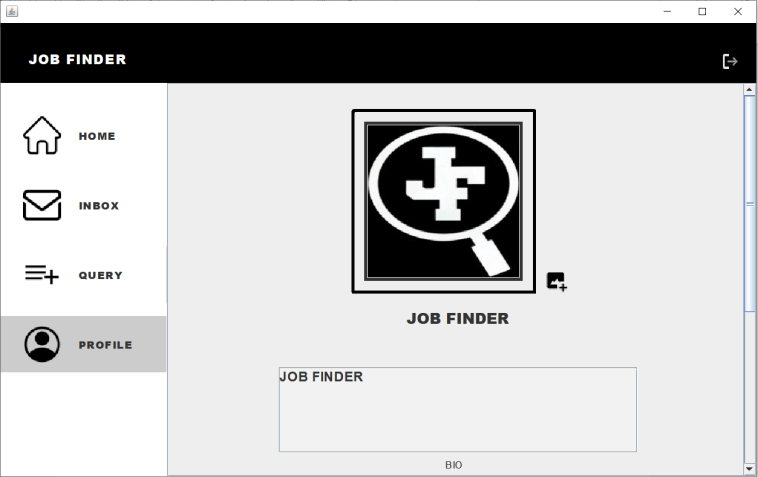 JOB FINDER
HOME
INBOX
QUERY
PROFILE
JF
JOB FINDER
JOB FINDER
BIO